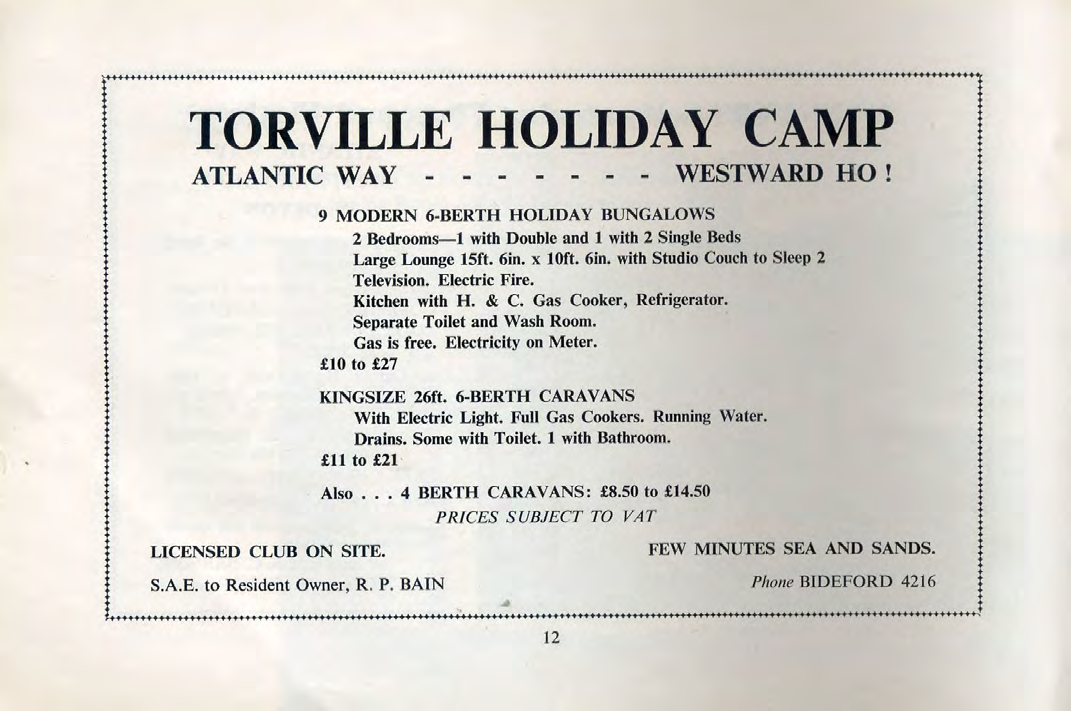 TORVILLE HOLIDAY CAMP
ATLANTIC WAY - - - - - - - WESTWARD HO !
9 MODERN 6-BERTH HOLIDAY BUNGALOWS
2 Bedrooms—1 with Double and 1 with 2 Single Beds
Large Lounge 15ft. 6in. x 10ft. 6in. with Studio Couch to Sleep 2
Television. Electric Fire.
Kitchen with H. & C. Gas Cooker, Refrigerator.
Separate Toilet and Wash Room.
Gas is free. Electricity on Meter.
£10 to £27
KINGSIZE 26ft. 6-BERTH CARAVANS
With Electric Light. Full Gas Cookers. Running Water.
Drains. Some with Toilet. 1 with Bathroom.
£11 to £21
Also . . . 4 BERTH CARAVANS: £8.50 to £14.50
PRICES SUBJECT TO VAT
LICENSED CLUB ON SITE. FEW MINUTES SEA AND SANDS.
S.A.E. to Resident Owner, R. P. BAIN Phone BIDEFORD 4216
12